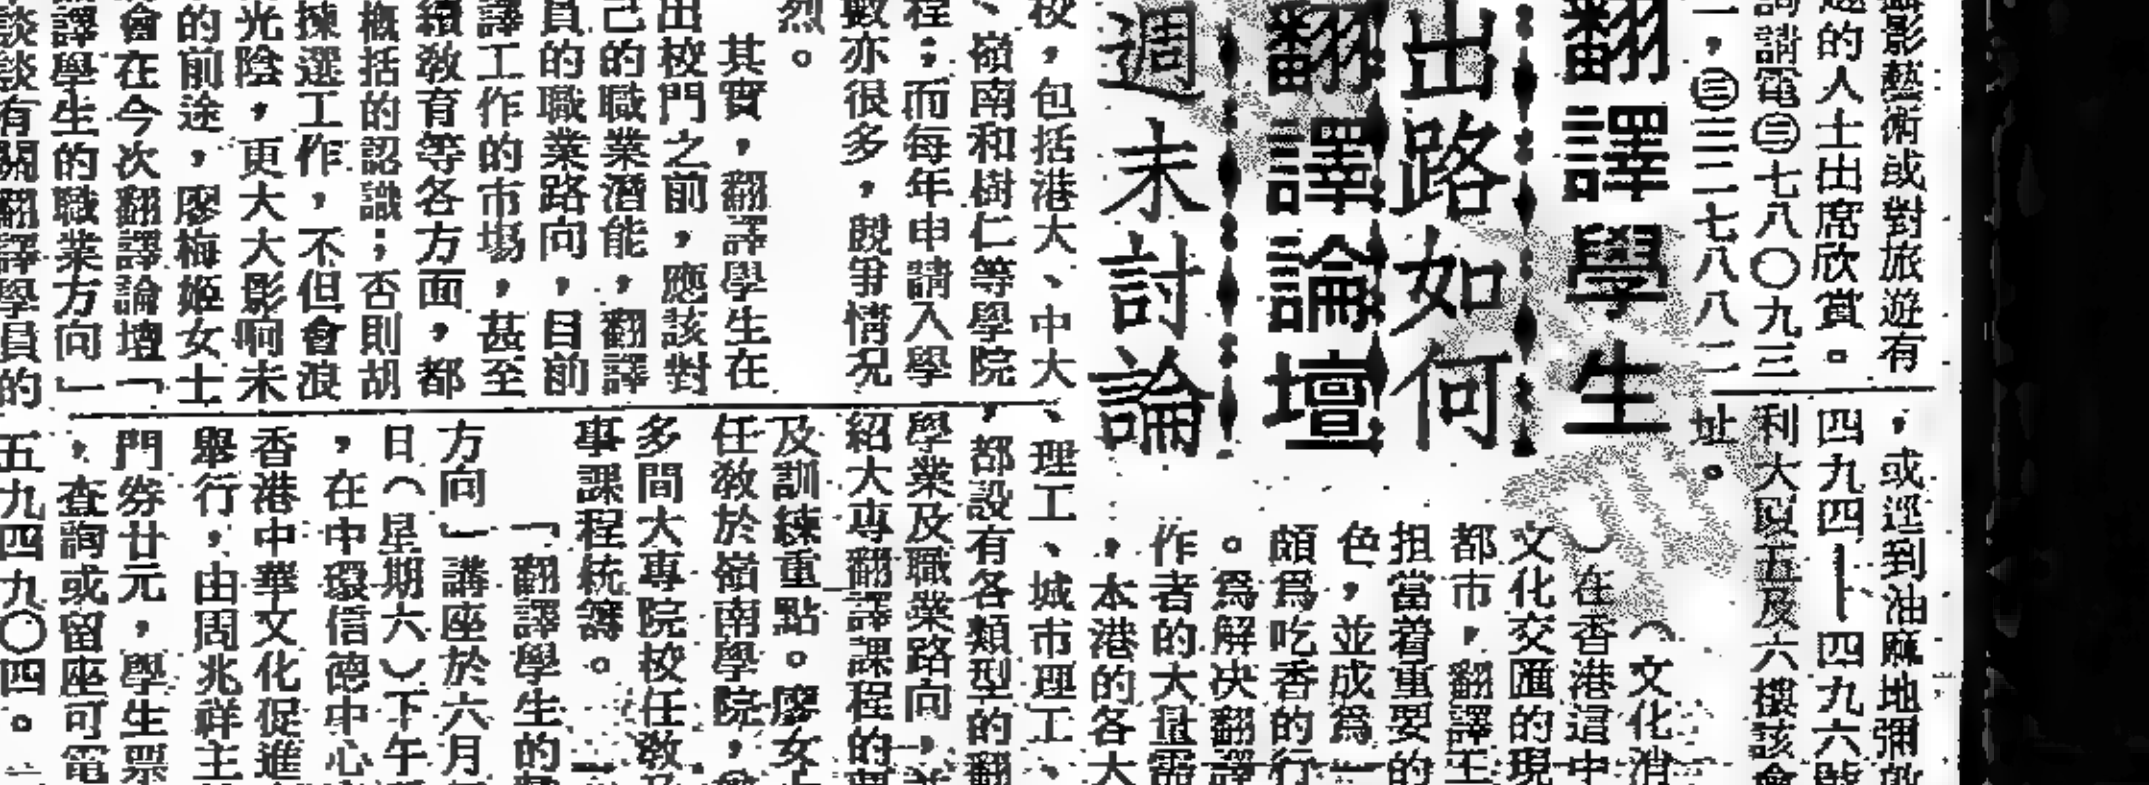 攝影藝術或對旅遊有
趣的人士出席欣賞。
詢請電㊂七八〇九三
一，㊂三二七八八二
，或逕到油麻地彌敦
四九四—四九六號
利大厦五及六樓該會
址。
翻譯學生
出路如何
翻譯論壇
週末討論
（文化消
）在香港這中
文化交匯的現
都市，翻譯工
担當着重要的
色，並成爲一
頗爲吃香的行
。爲解決翻譯
作者的大量需
，本港的各大
校，包括港大、中大
、嶺南和樹仁等學院
程；而每年申請入學
數亦很多，競爭情況
烈。
其實，翻譯學生在
出校門之前，應該對
己的職業潛能，翻譯
員的職業路向，目前
譯工作的市場，甚至
續敎育等各方面，都
概括的認識；否則胡
揀選工作，不但會浪
光陰，更大大影响未
的前途，廖梅姬女士
會在今次翻譯論壇「
譯學生的職業方向」
談談有關翻譯學員的
、理工、城市理工、
，都設有各類型的翻
學業及職業路向，並
紹大專翻譯課程的
及訓練重點。廖女士
任敎於嶺南學院，曾
多間大專院校任敎及
事課程統籌。
「翻譯學生的職
方向」講座於六月
日（星期六）下午
，在中環信德中心
香港中華文化促進
舉行，由周兆祥主
門券廿元，學生票
，查詢或留座可電
五九四九〇四。